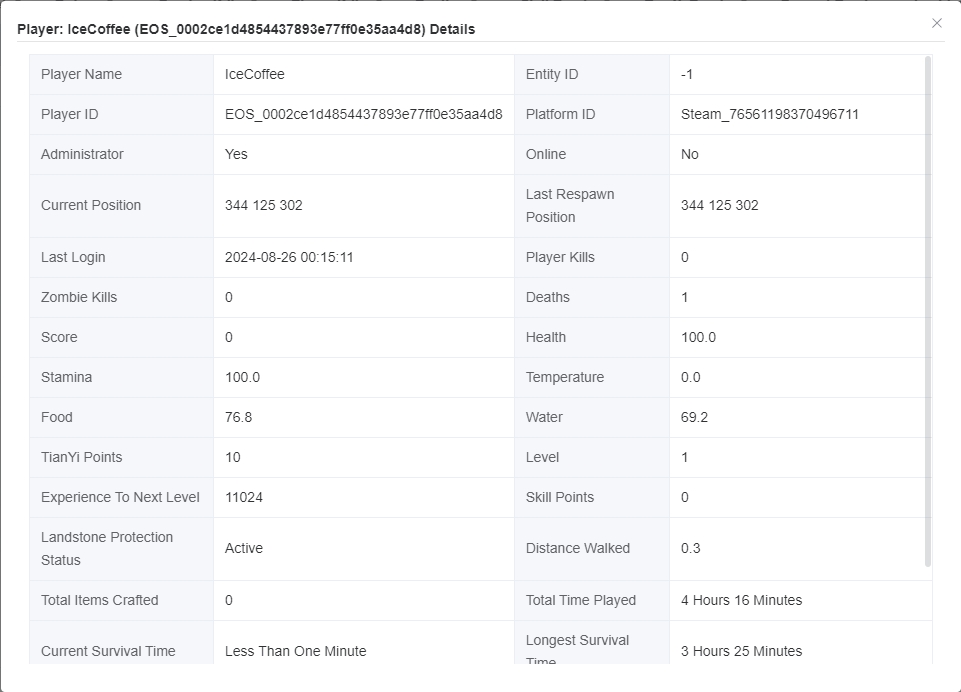 Player: IceCoffee (EOS_0002ce1d4854437893e77ff0e35aa4d8) Details
Player Name IceCoffee Entity ID -1
Player ID EOS_0002ce1d4854437893e77ff0e35aa4d8 Platform ID Steam_76561198370496711
Administrator Yes Online No
Current Position 344 125 302 Last Respawn
Position 344 125 302
Last Login 2024-08-26 00:15:11 Player Kills 0
Zombie Kills 0 Deaths 1
Score 0 Health 100.0
Stamina 100.0 Temperature 0.0
Food 76.8 Water 69.2
TianYi Points 10 Level 1
Experience To Next Level 11024 Skill Points 0
Landstone Protection
Status Active Distance Walked 0.3
Total Items Crafted 0 Total Time Played 4 Hours 16 Minutes
Current Survival Time Less Than One Minute Longest Survival
Time 3 Hours 25 Minutes